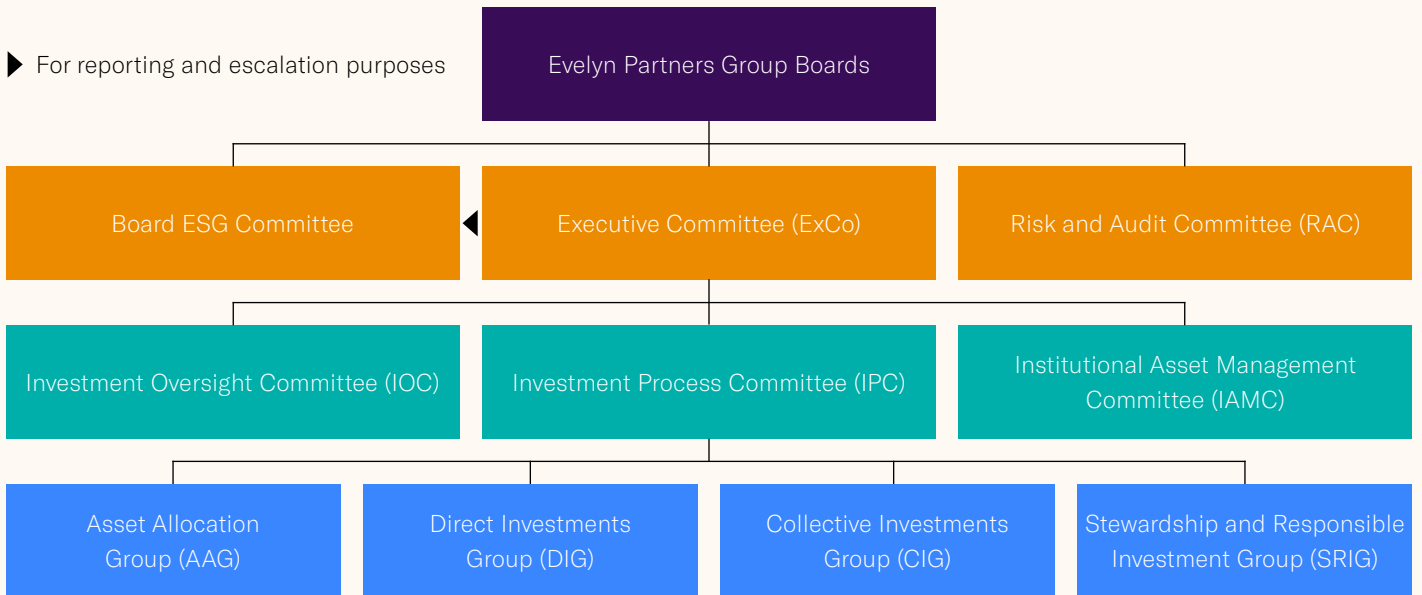 For reporting and escalation purposes
Evelyn Partners Group Boards
Board ESG Committee
Executive Committee (ExCo)
Risk and Audit Committee (RAC)
Investment Oversight Committee (IOC)
Investment Process Committee (IPC)
Institutional Asset Management
Committee (IAMC)
Asset Allocation
Group (AAG)
Direct Investments
Group (DIG)
Collective Investments
Group (CIG)
Stewardship and Responsible
Investment Group (SRIG)